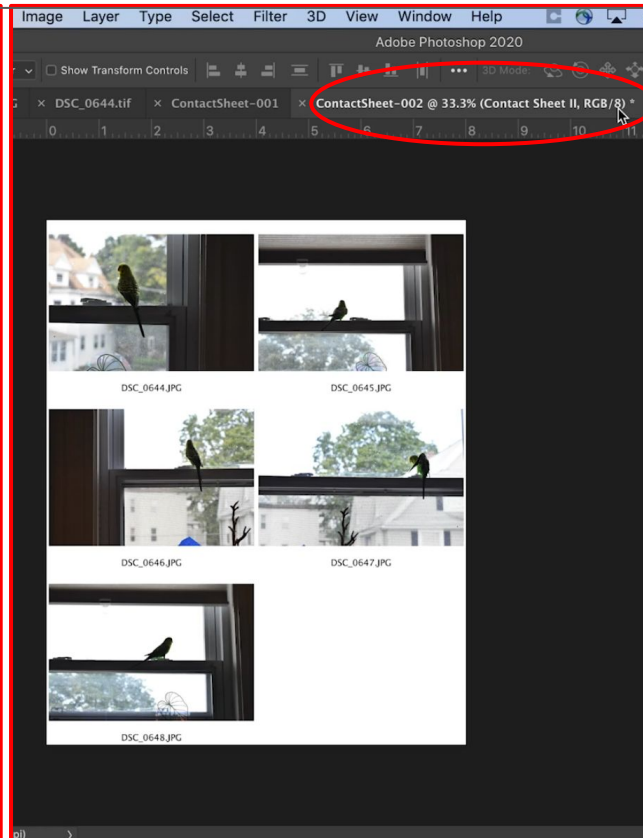 Image Layer Type Select Filter 3D View Window Help
Adobe Photoshop 2020
Show Transform Controls 3D Mode:
× DSC_0644.tif × ContactSheet-001 × ContactSheet-002 @ 33.3% (Contact Sheet II, RGB/8) *
0 1 2 3 4 5 6 7 8 9 10 11
DSC_0644.JPG DSC_0645.JPG
DSC_0646.JPG DSC_0647.JPG
DSC_0648.JPG